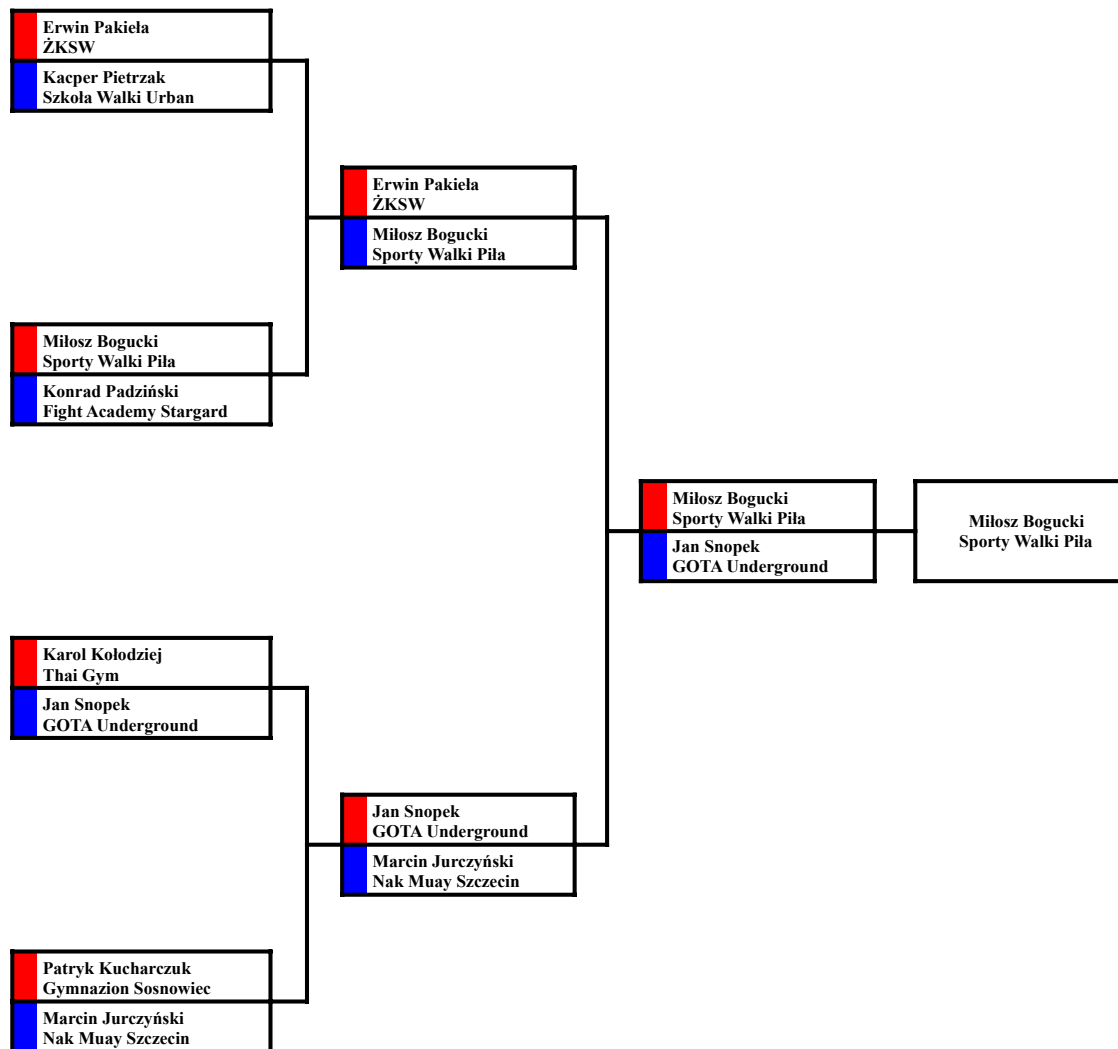 Erwin Pakieła
ŻKSW
Kacper Pietrzak
Szkoła Walki Urban
Miłosz Bogucki
Sporty Walki Piła
Konrad Padziński
Fight Academy Stargard
Karol Kołodziej
Thai Gym
Jan Snopek
GOTA Underground
Patryk Kucharczuk
Gymnazion Sosnowiec
Marcin Jurczyński
Nak Muay Szczecin
Erwin Pakieła
ŻKSW
Miłosz Bogucki
Sporty Walki Piła
Jan Snopek
GOTA Underground
Marcin Jurczyński
Nak Muay Szczecin
Miłosz Bogucki
Sporty Walki Piła
Jan Snopek
GOTA Underground
Miłosz Bogucki
Sporty Walki Piła